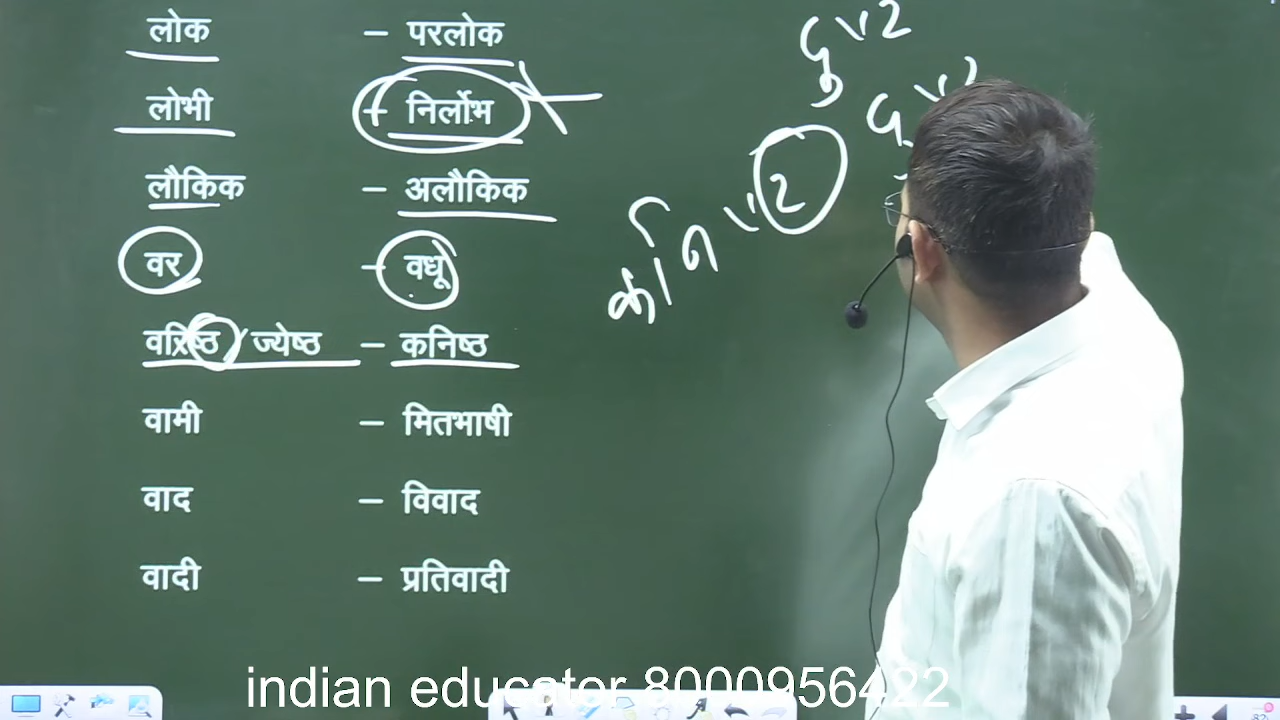 लोक – परलोक
लोभी – निर्लोभ
लौकिक – अलौकिक
वर – वधू
वरिष्ठ/ज्येष्ठ – कनिष्ठ
वामी – मितभाषी
वाद – विवाद
वादी – प्रतिवादी
indian educator 8000956422